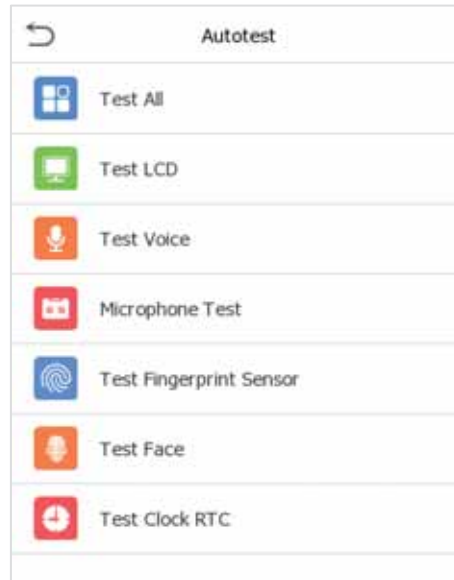 Autotest
Test All
Test LCD
Test Voice
Microphone Test
Test Fingerprint Sensor
Test Face
Test Clock RTC